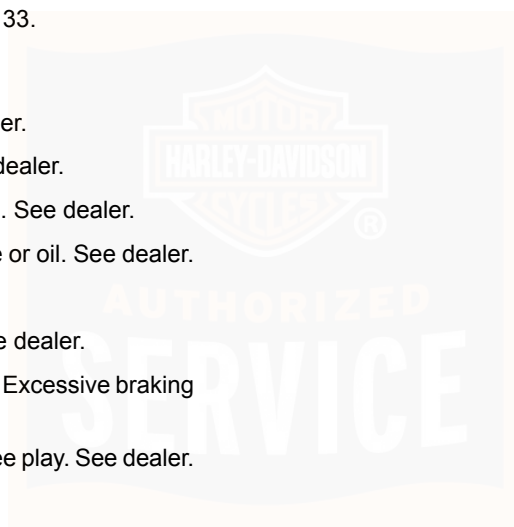 33.
er.
dealer.
. See dealer.
e or oil. See dealer.
e dealer.
Excessive braking
ee play. See dealer.
MOTOR
HARLEY-DAVIDSON
CYCLES
®
AUTHORIZED
SERVICE